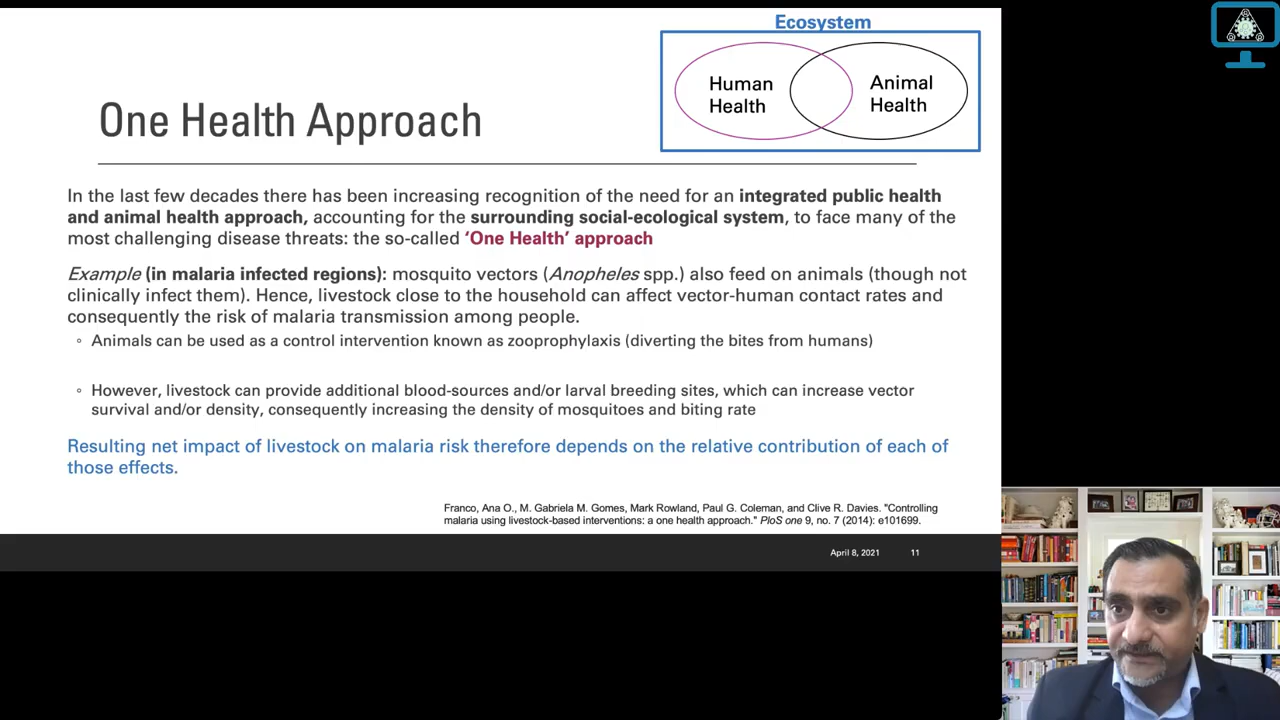 Ecosystem
Human
Health
Animal
Health
One Health Approach
In the last few decades there has been increasing recognition of the need for an integrated public health
and animal health approach, accounting for the surrounding social-ecological system, to face many of the
most challenging disease threats: the so-called ‘One Health’ approach
Example (in malaria infected regions): mosquito vectors (Anopheles spp.) also feed on animals (though not
clinically infect them). Hence, livestock close to the household can affect vector-human contact rates and
consequently the risk of malaria transmission among people.
◦ Animals can be used as a control intervention known as zooprophylaxis (diverting the bites from humans)
◦ However, livestock can provide additional blood-sources and/or larval breeding sites, which can increase vector
survival and/or density, consequently increasing the density of mosquitoes and biting rate
Resulting net impact of livestock on malaria risk therefore depends on the relative contribution of each of
those effects.
Franco, Ana O., M. Gabriela M. Gomes, Mark Rowland, Paul G. Coleman, and Clive R. Davies. "Controlling
malaria using livestock-based interventions: a one health approach." PloS one 9, no. 7 (2014): e101699.
April 8, 2021 11